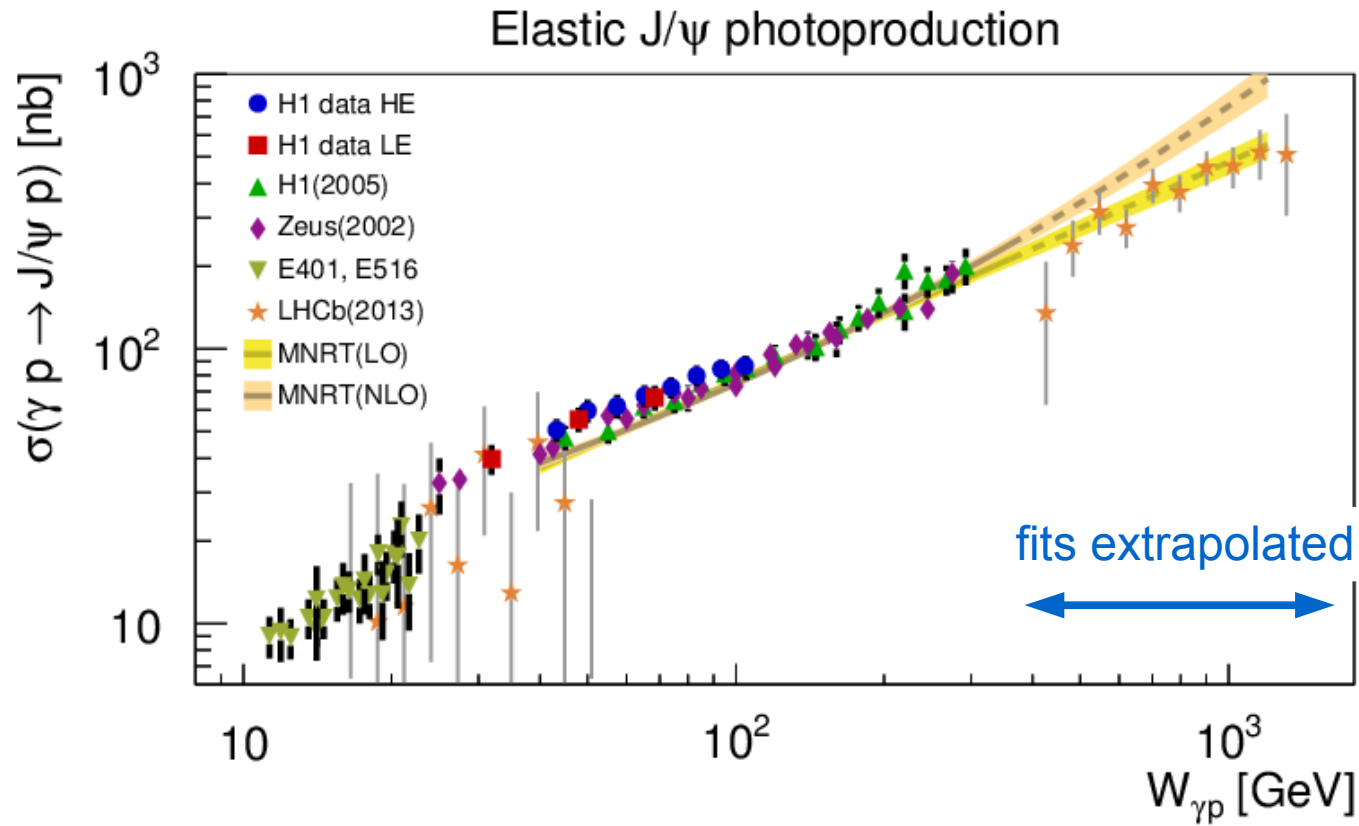 Elastic J/ψ photoproduction
σ(γ p → J/ψ p) [nb]
10³
10²
10
H1 data HE
H1 data LE
H1(2005)
Zeus(2002)
E401, E516
LHCb(2013)
MNRT(LO)
MNRT(NLO)
fits extrapolated
10
10²
10³
Wγp [GeV]